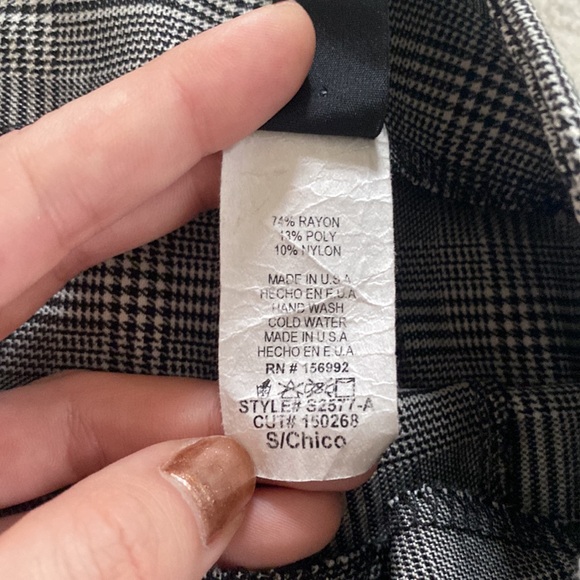 74% RAYON
13% POLY
10% NYLON
MADE IN U.S.A
HECHO EN E.U.A
HAND WASH
COLD WATER
MADE IN U.S.A
HECHO EN E.U.A
RN # 156992
STYLE# S2577-A
CUT# 150268
S/Chico